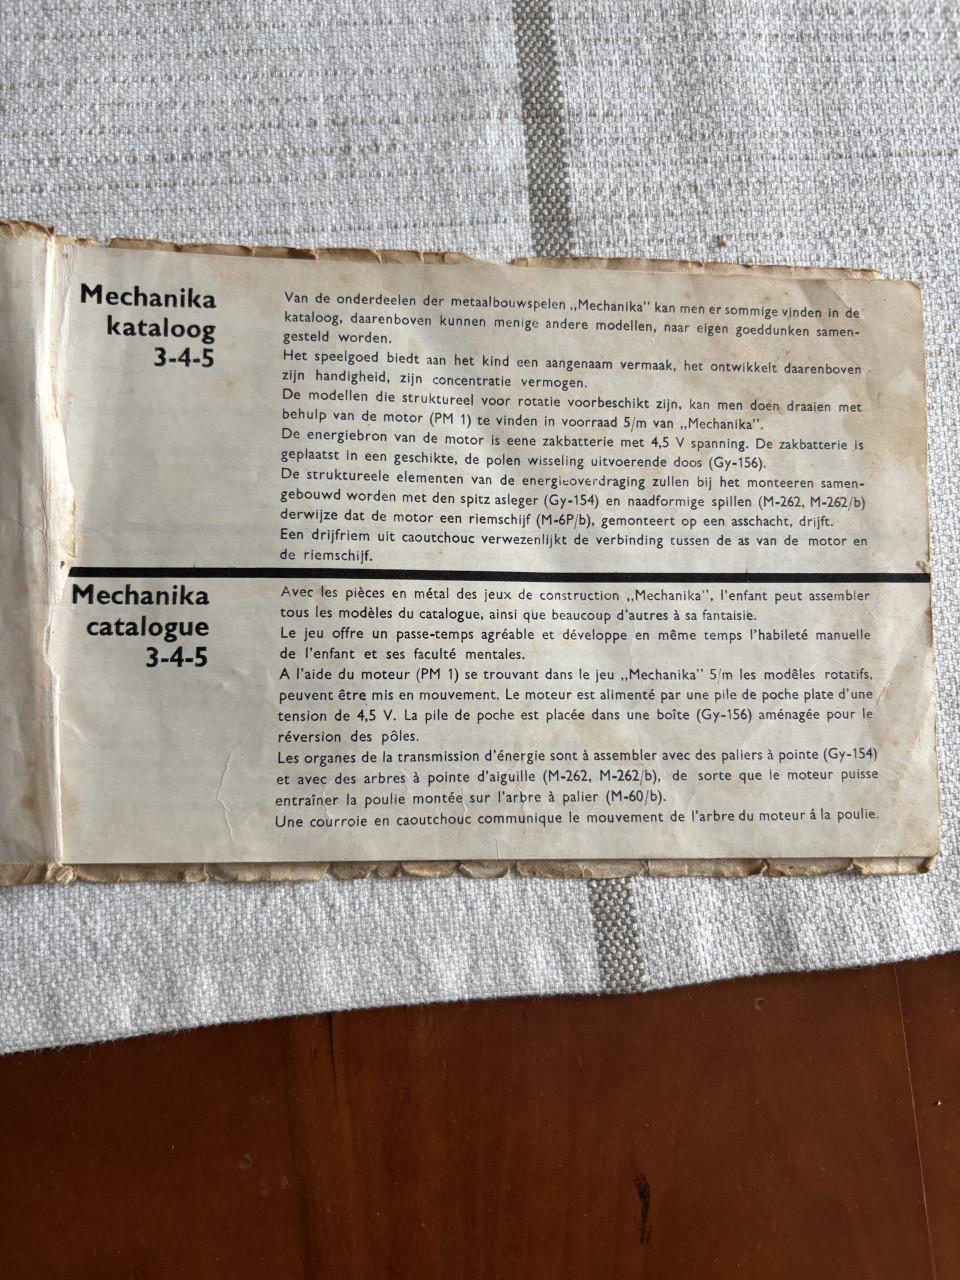 Mechanika
kataloog
3-4-5
Van de onderdeelen der metaalbouwspelen „Mechanika" kan men er sommige vinden in de
kataloog, daarenboven kunnen menige andere modellen, naar eigen goeddunken samen-
gesteld worden.
Het speelgoed biedt aan het kind een aangenaam vermaak, het ontwikkelt daarenboven
zijn handigheid, zijn concentratie vermogen.
De modellen die struktureel voor rotatie voorbeschikt zijn, kan men doen draaien met
behulp van de motor (PM 1) te vinden in voorraad 5/m van „Mechanika".
De energiebron van de motor is eene zakbatterie met 4,5 V spanning. De zakbatterie is
geplaatst in een geschikte, de polen wisseling uitvoerende doos (Gy-156).
De struktureele elementen van de energieoverdraging zullen bij het monteeren samen-
gebouwd worden met den spitz asleger (Gy-154) en naadformige spillen (M-262, M-262/b)
derwijze dat de motor een riemschijf (M-6P/b), gemonteert op een asschacht, drijft.
Een drijfriem uit caoutchouc verwezenlijkt de verbinding tussen de as van de motor en
de riemschijf.
Mechanika
catalogue
3-4-5
Avec les pièces en métal des jeux de construction „Mechanika", l'enfant peut assembler
tous les modèles du catalogue, ainsi que beaucoup d'autres à sa fantaisie.
Le jeu offre un passe-temps agréable et développe en même temps l'habileté manuelle
de l'enfant et ses faculté mentales.
A l'aide du moteur (PM 1) se trouvant dans le jeu „Mechanika" 5/m les modêles rotatifs,
peuvent être mis en mouvement. Le moteur est alimenté par une pile de poche plate d'une
tension de 4,5 V. La pile de poche est placée dans une boîte (Gy-156) aménagée pour le
réversion des pôles.
Les organes de la transmission d'énergie sont à assembler avec des paliers à pointe (Gy-154)
et avec des arbres à pointe d'aiguille (M-262, M-262/b), de sorte que le moteur puisse
entraîner la poulie montée sur l'arbre à palier (M-60/b).
Une courroie en caoutchouc communique le mouvement de l'arbre du moteur á la poulie.